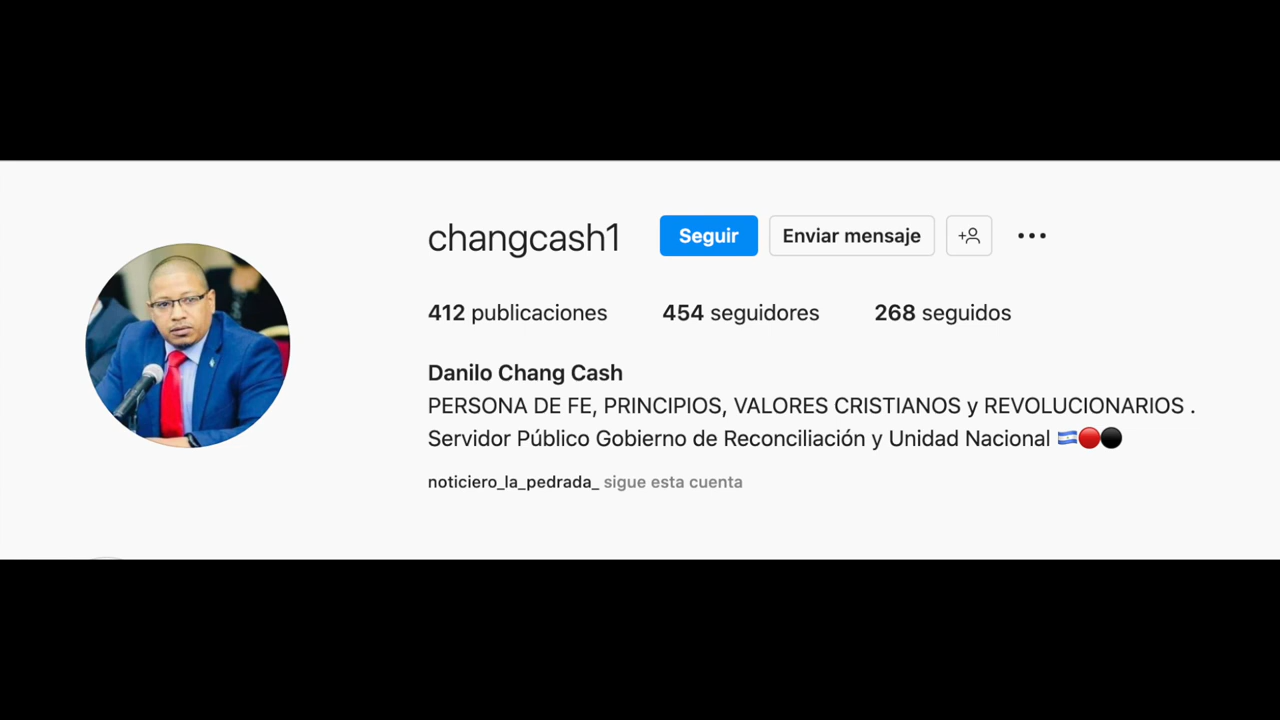 changcash1 Seguir Enviar mensaje
412 publicaciones 454 seguidores 268 seguidos
Danilo Chang Cash
PERSONA DE FE, PRINCIPIOS, VALORES CRISTIANOS y REVOLUCIONARIOS .
Servidor Público Gobierno de Reconciliación y Unidad Nacional 🇳🇮🔴⚫
noticiero_la_pedrada_ sigue esta cuenta